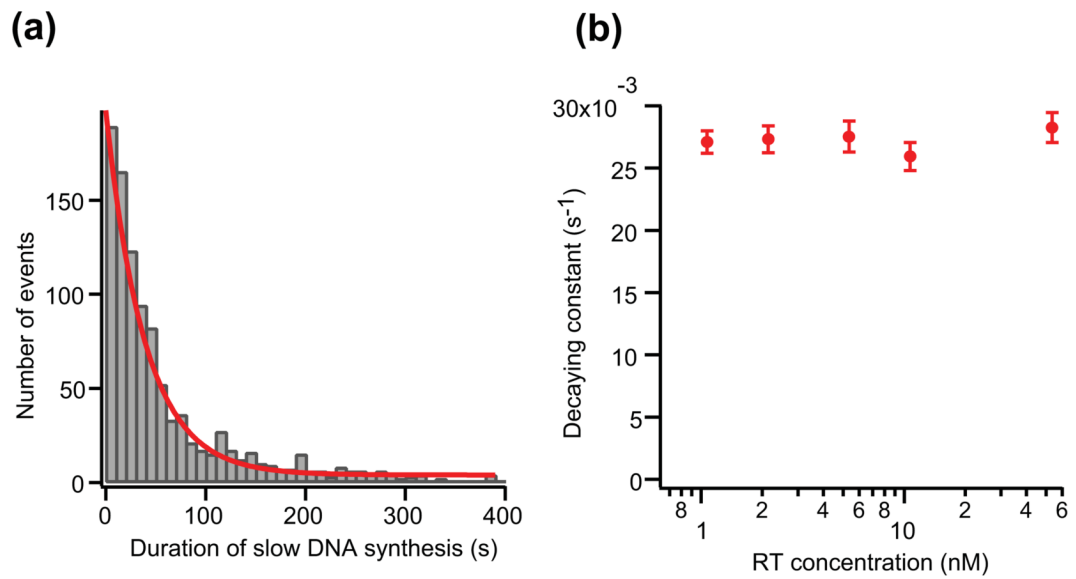 (a)
Number of events
150
100
50
0
0 100 200 300 400
Duration of slow DNA synthesis (s)
(b)
Decaying constant (s-1)
30x10-3
25
20
15
10
5
0
8 2 4 6 8 2 4 6
1 10
RT concentration (nM)